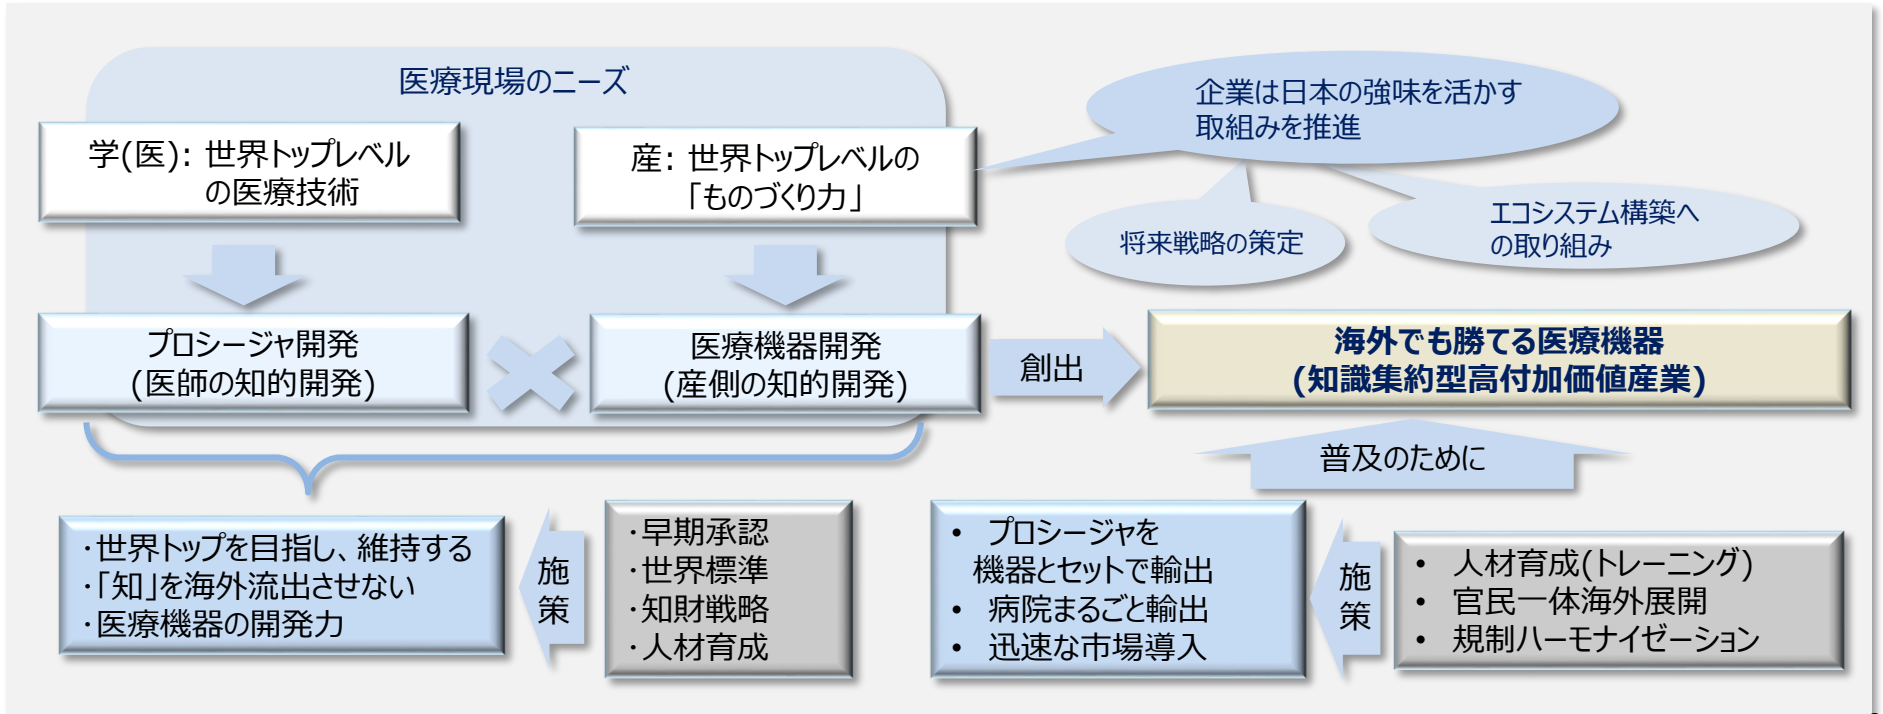 医療現場のニーズ
学(医): 世界トップレベル
の医療技術
産: 世界トップレベルの
「ものづくり力」
企業は日本の強味を活かす
取組みを推進
将来戦略の策定
エコシステム構築へ
の取り組み
プロシージャ開発
(医師の知的開発)
医療機器開発
(産側の知的開発)
創出
海外でも勝てる医療機器
(知識集約型高付加価値産業)
普及のために
・世界トップを目指し、維持する
・「知」を海外流出させない
・医療機器の開発力
施
策
・早期承認
・世界標準
・知財戦略
・人材育成
• プロシージャを
機器とセットで輸出
• 病院まるごと輸出
• 迅速な市場導入
施
策
• 人材育成(トレーニング)
• 官民一体海外展開
• 規制ハーモナイゼーション